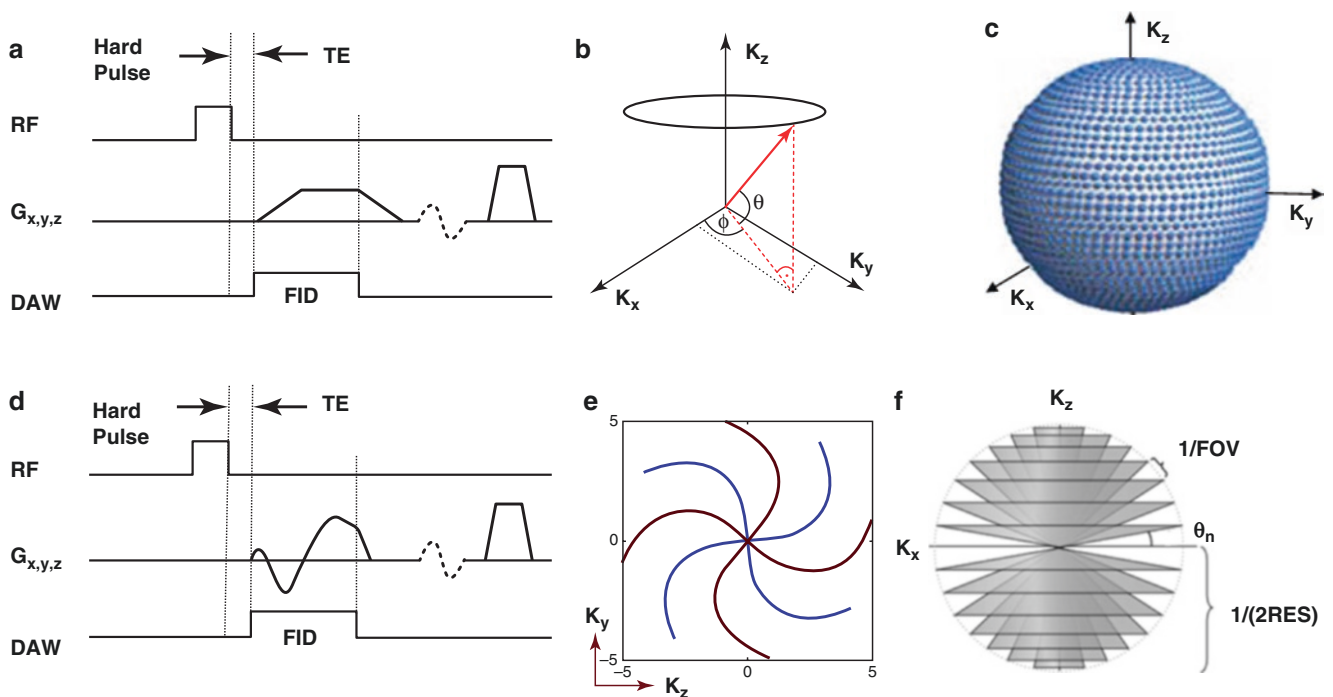 a
Hard Pulse
TE
RF
Gx,y,z
DAW
FID
b
Kz
θ
ϕ
Kx
Ky
c
Kz
Ky
Kx
d
Hard Pulse
TE
RF
Gx,y,z
DAW
FID
e
5
0
−5
−5
0
5
Ky
Kz
f
Kz
1/FOV
θn
Kx
1/(2RES)